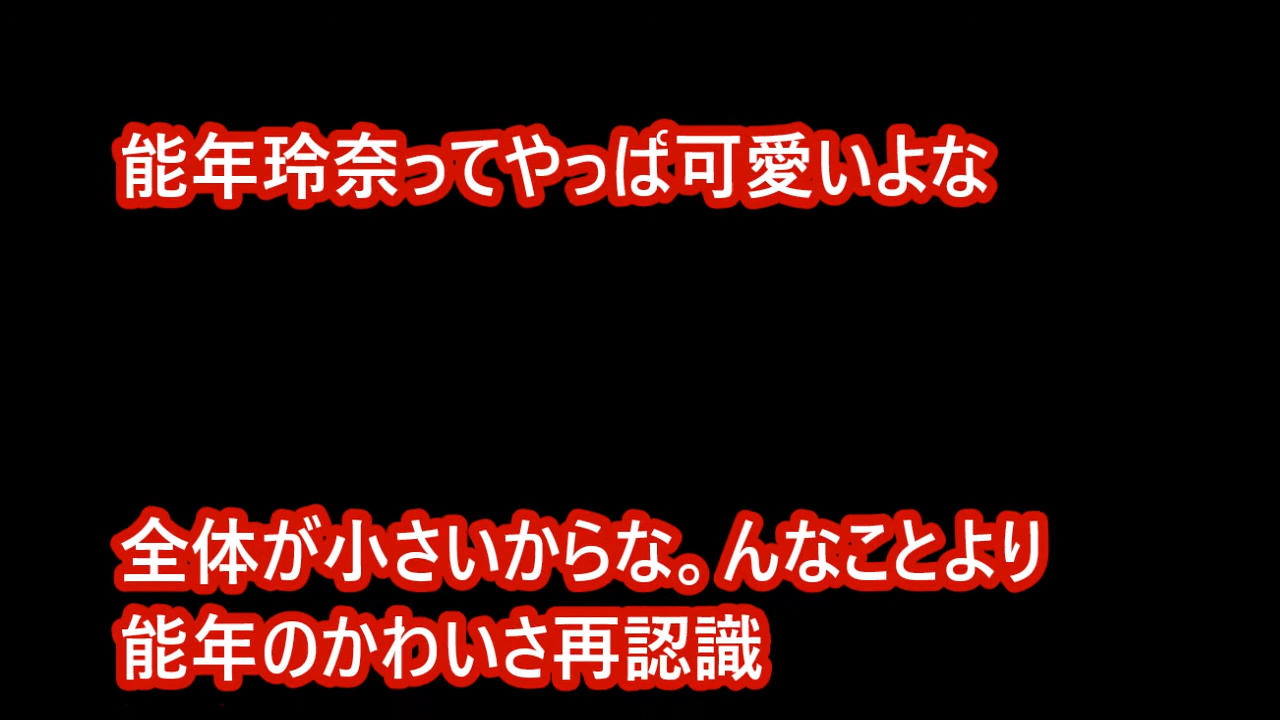 能年玲奈ってやっぱ可愛いよな
全体が小さいからな。んなことより
能年のかわいさ再認識